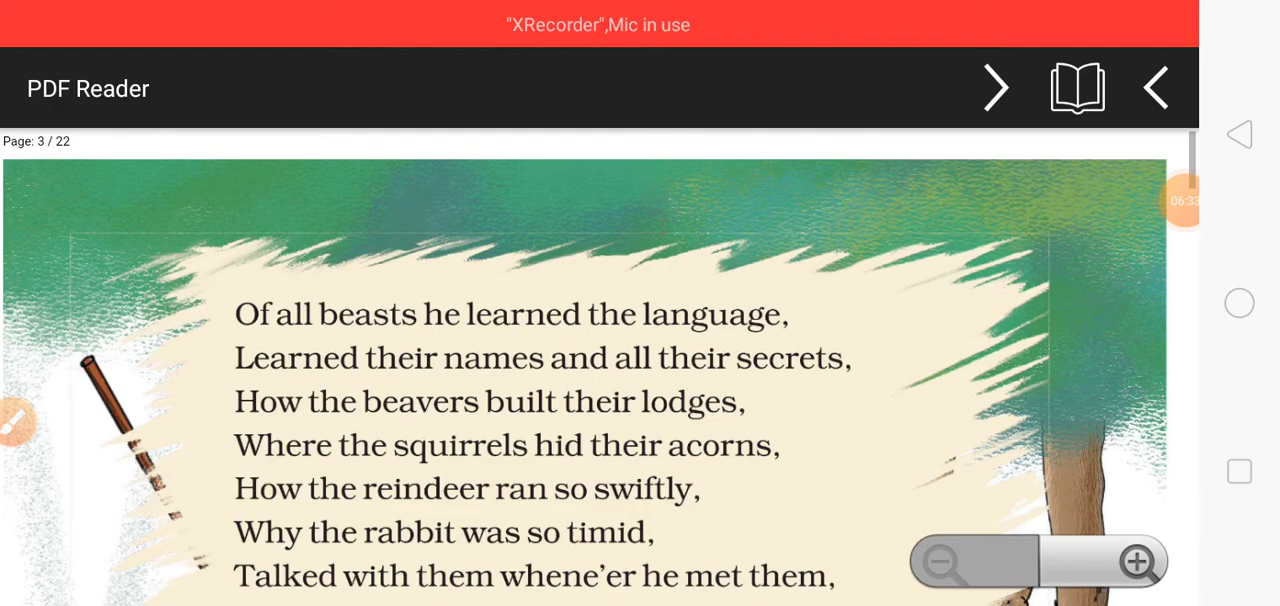 "XRecorder",Mic in use
PDF Reader
Page: 3 / 22
06:33
Of all beasts he learned the language,
Learned their names and all their secrets,
How the beavers built their lodges,
Where the squirrels hid their acorns,
How the reindeer ran so swiftly,
Why the rabbit was so timid,
Talked with them whene’er he met them,